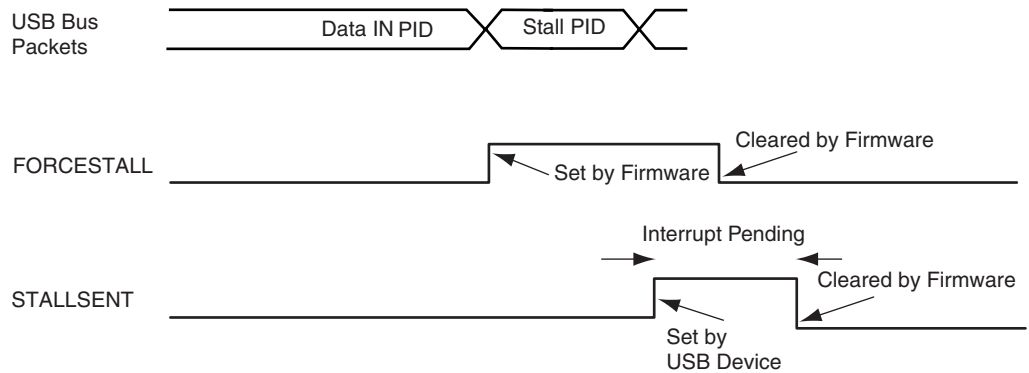 USB Bus
Packets
Data IN PID
Stall PID
FORCESTALL
Set by Firmware
Cleared by Firmware
Interrupt Pending
STALLSENT
Set by
USB Device
Cleared by Firmware